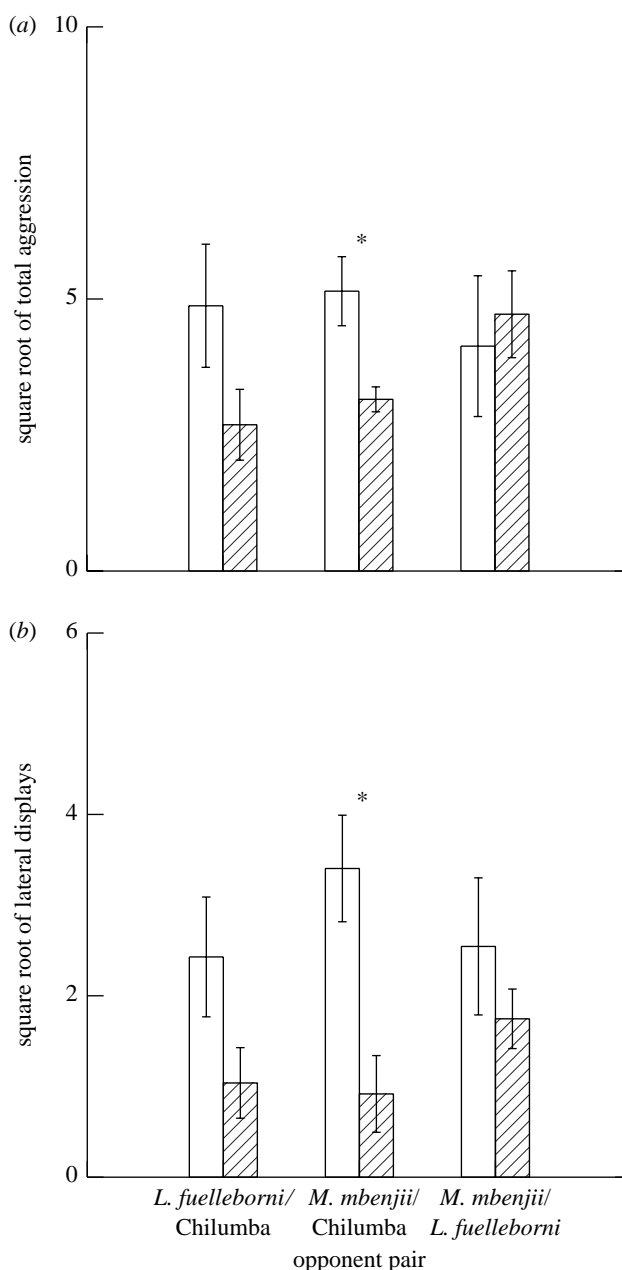 (a)
10
5
0
square root of total aggression
*
(b)
6
4
2
0
square root of lateral displays
*
L. fuelleborni/ M. mbenjii/ M. mbenjii/
Chilumba Chilumba L. fuelleborni
opponent pair